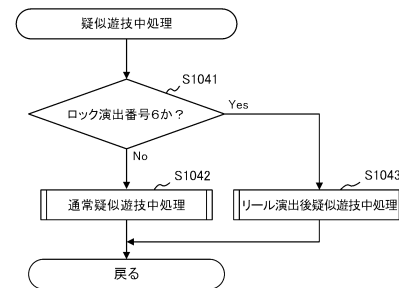 疑似遊技中処理
S1041
ロック演出番号6か?
Yes
No
S1042
S1043
通常疑似遊技中処理
リール演出後疑似遊技中処理
戻る